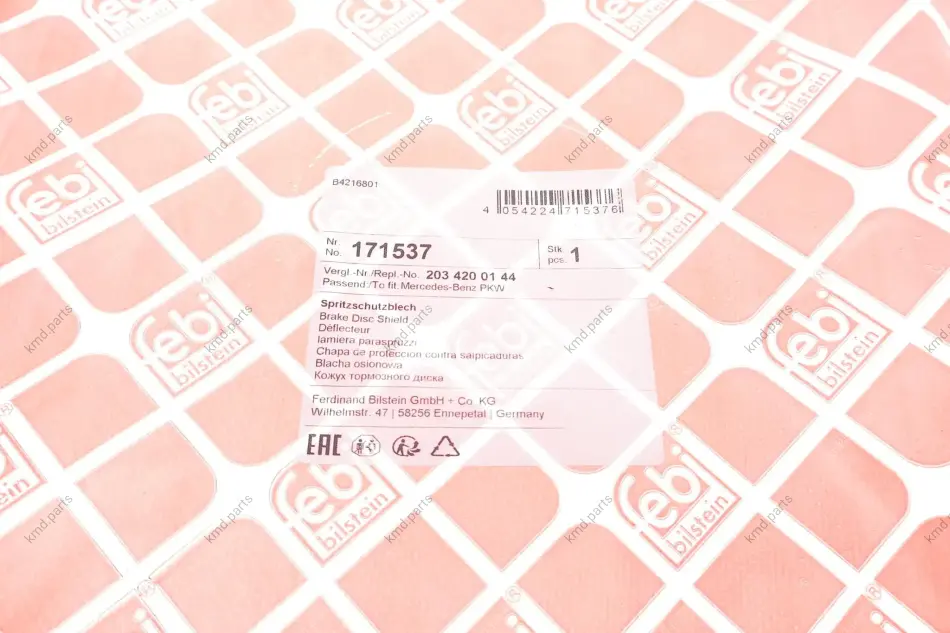 B4216801
4 054224 715376
Nr.
No. 171537
Stk.
pcs. 1
Vergl.-Nr./Repl.-No. 203 420 01 44
Passend./To fit. Mercedes-Benz PKW
Spritzschutzblech
Brake Disc Shield
Déflecteur
lamiera paraspruzzi
Chapa de protección contra salpicaduras
Blacha osłonowa
Кожух тормозного диска
Ferdinand Bilstein GmbH + Co. KG
Wilhelmstr. 47 | 58256 Ennepetal | Germany
EAC
febi
bilstein
kmd.parts